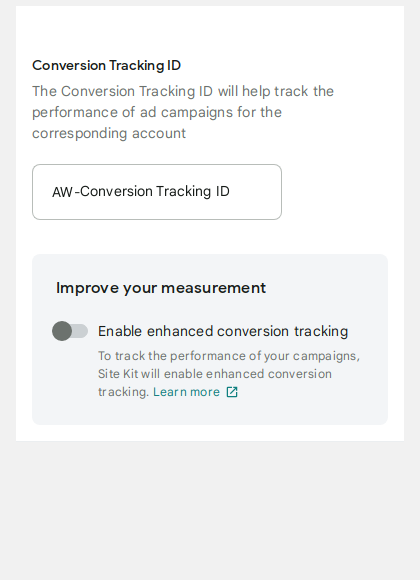 Conversion Tracking ID
The Conversion Tracking ID will help track the
performance of ad campaigns for the
corresponding account
AW-Conversion Tracking ID
Improve your measurement
Enable enhanced conversion tracking
To track the performance of your campaigns,
Site Kit will enable enhanced conversion
tracking. Learn more